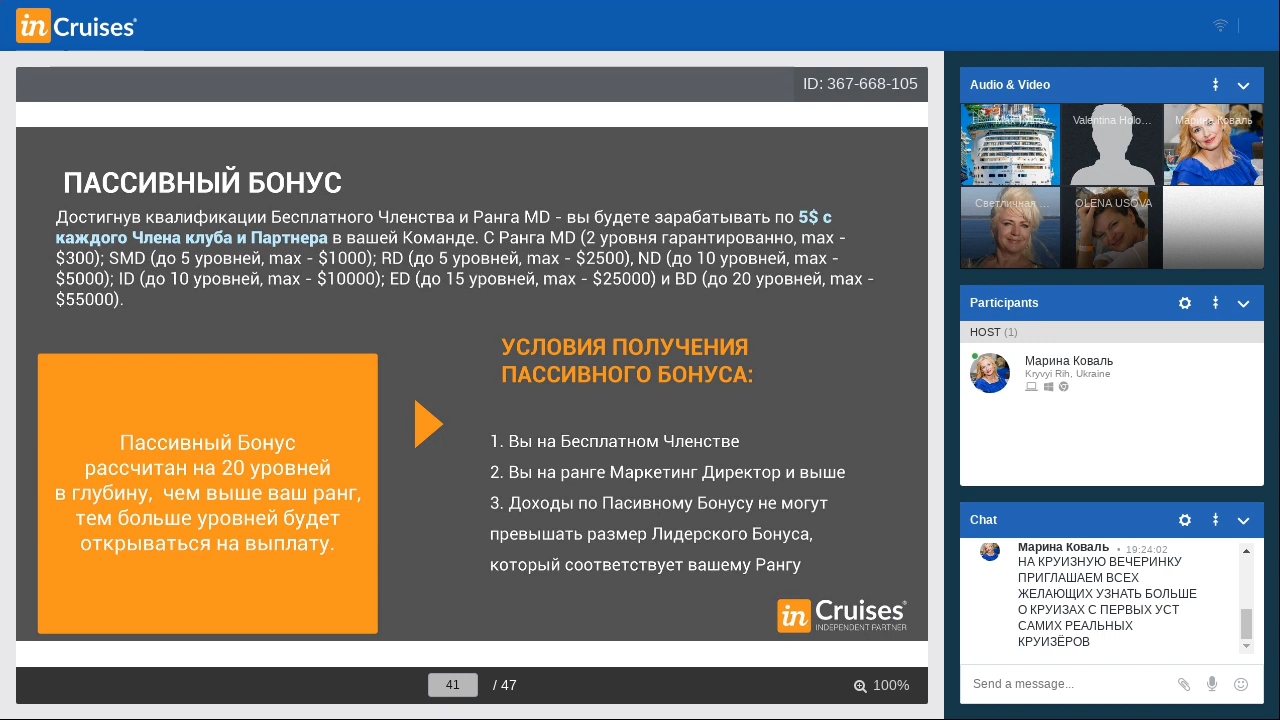 in Cruises®
ID: 367-668-105
ПАССИВНЫЙ БОНУС
Достигнув квалификации Бесплатного Членства и Ранга MD - вы будете зарабатывать по 5$ с
каждого Члена клуба и Партнера в вашей Команде. С Ранга MD (2 уровня гарантированно, max -
$300); SMD (до 5 уровней, max - $1000); RD (до 5 уровней, max - $2500), ND (до 10 уровней, max -
$5000); ID (до 10 уровней, max - $10000); ED (до 15 уровней, max - $25000) и BD (до 20 уровней, max -
$55000).
Пассивный Бонус
рассчитан на 20 уровней
в глубину, чем выше ваш ранг,
тем больше уровней будет
открываться на выплату.
УСЛОВИЯ ПОЛУЧЕНИЯ
ПАССИВНОГО БОНУСА:
1. Вы на Бесплатном Членстве
2. Вы на ранге Маркетинг Директор и выше
3. Доходы по Пасивному Бонусу не могут
превышать размер Лидерского Бонуса,
который соответствует вашему Рангу
in Cruises®
INDEPENDENT PARTNER
41 / 47
100%
Audio & Video
Valentina Holo...
Марина Коваль
Светличная ...
OLENA USOVA
Participants
HOST (1)
Марина Коваль
Kryvyi Rih, Ukraine
Chat
Марина Коваль • 19:24:02
НА КРУИЗНУЮ ВЕЧЕРИНКУ
ПРИГЛАШАЕМ ВСЕХ
ЖЕЛАЮЩИХ УЗНАТЬ БОЛЬШЕ
О КРУИЗАХ С ПЕРВЫХ УСТ
САМИХ РЕАЛЬНЫХ
КРУИЗЁРОВ
Send a message...